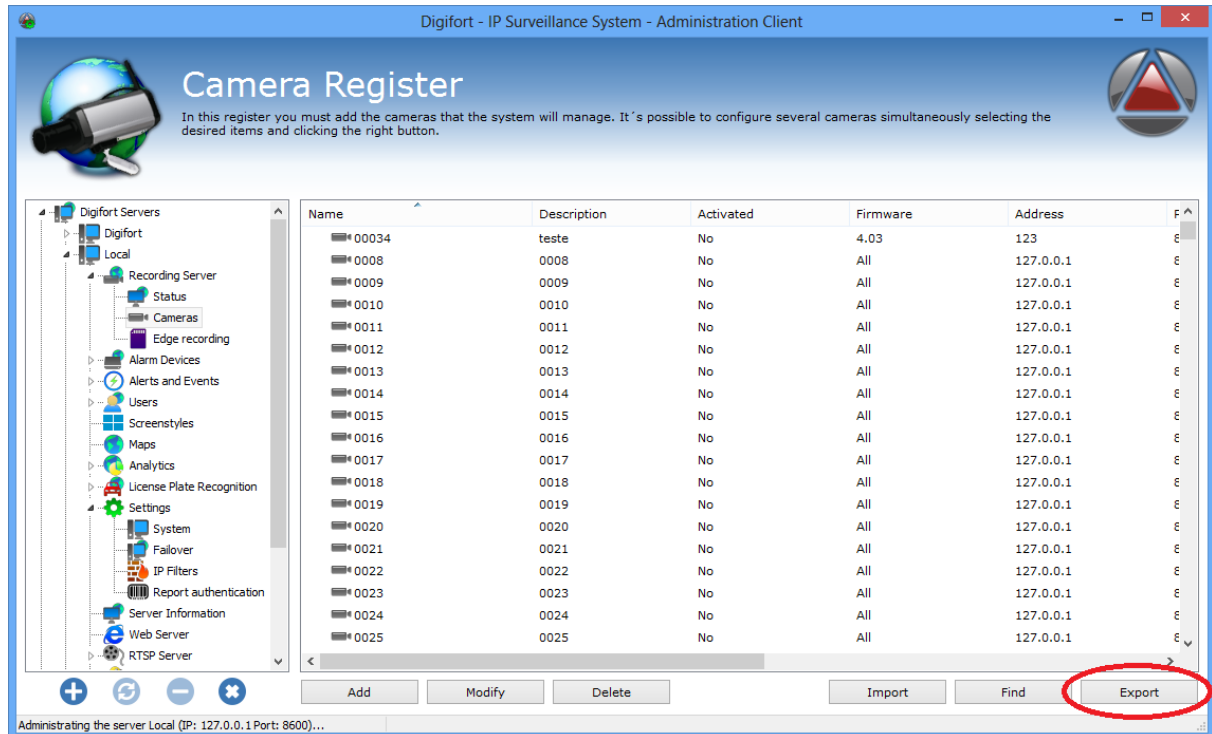 Digifort - IP Surveillance System - Administration Client
Camera Register
In this register you must add the cameras that the system will manage. It´s possible to configure several cameras simultaneously selecting the
desired items and clicking the right button.
Digifort Servers
Digifort
Local
Recording Server
Status
Cameras
Edge recording
Alarm Devices
Alerts and Events
Users
Screenstyles
Maps
Analytics
License Plate Recognition
Settings
System
Failover
IP Filters
Report authentication
Server Information
Web Server
RTSP Server
Name Description Activated Firmware Address
00034 teste No 4.03 123
0008 0008 No All 127.0.0.1
0009 0009 No All 127.0.0.1
0010 0010 No All 127.0.0.1
0011 0011 No All 127.0.0.1
0012 0012 No All 127.0.0.1
0013 0013 No All 127.0.0.1
0014 0014 No All 127.0.0.1
0015 0015 No All 127.0.0.1
0016 0016 No All 127.0.0.1
0017 0017 No All 127.0.0.1
0018 0018 No All 127.0.0.1
0019 0019 No All 127.0.0.1
0020 0020 No All 127.0.0.1
0021 0021 No All 127.0.0.1
0022 0022 No All 127.0.0.1
0023 0023 No All 127.0.0.1
0024 0024 No All 127.0.0.1
0025 0025 No All 127.0.0.1
Add Modify Delete Import Find Export
Administrating the server Local (IP: 127.0.0.1 Port: 8600)...